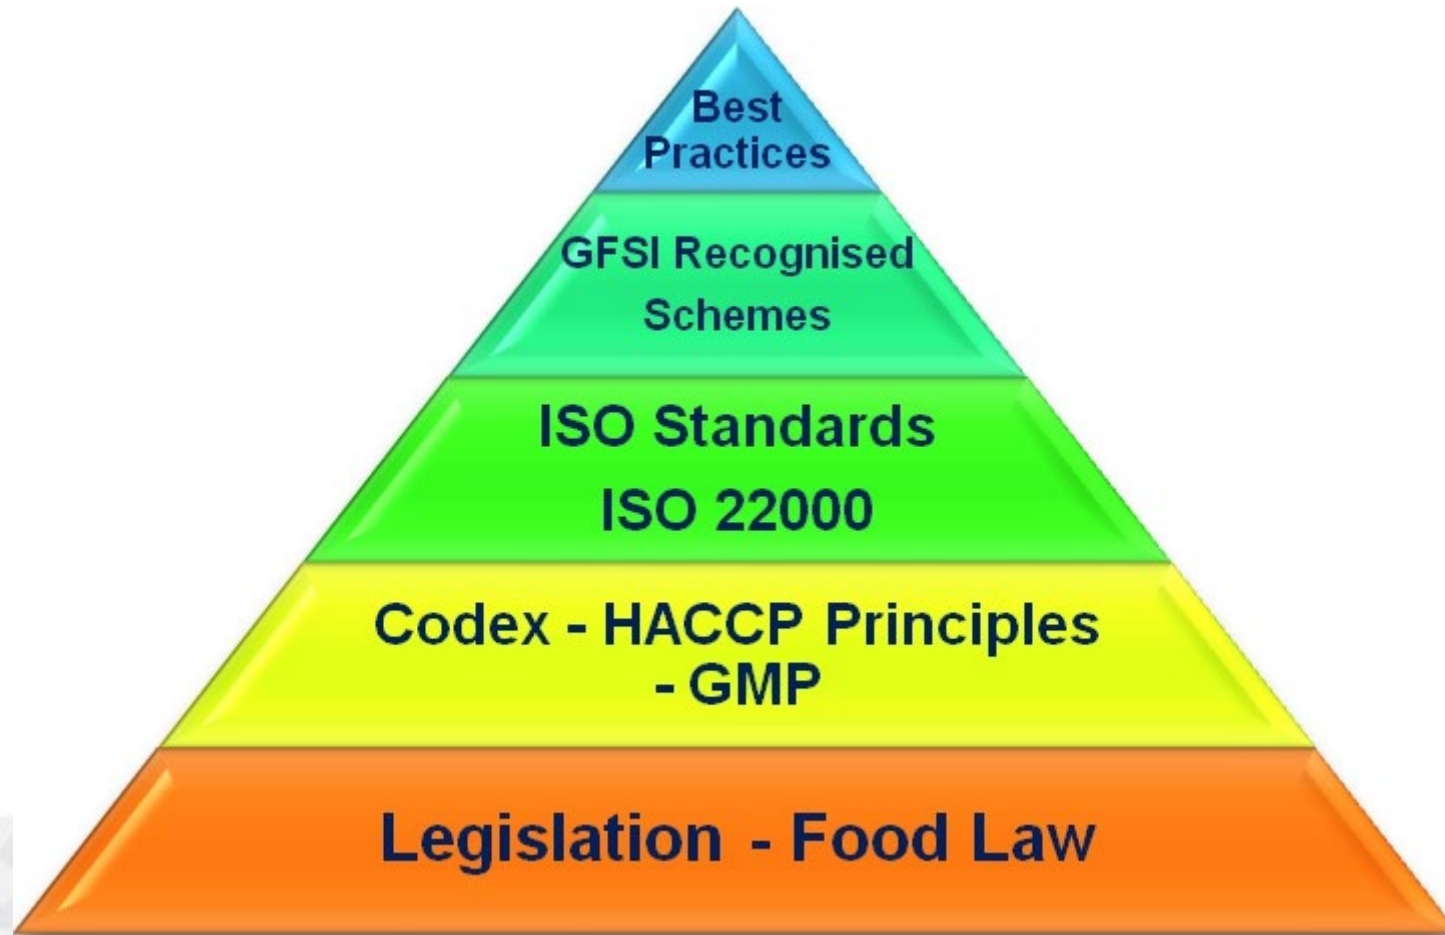 Best
Practices
GFSI Recognised
Schemes
ISO Standards
ISO 22000
Codex - HACCP Principles
- GMP
Legislation - Food Law